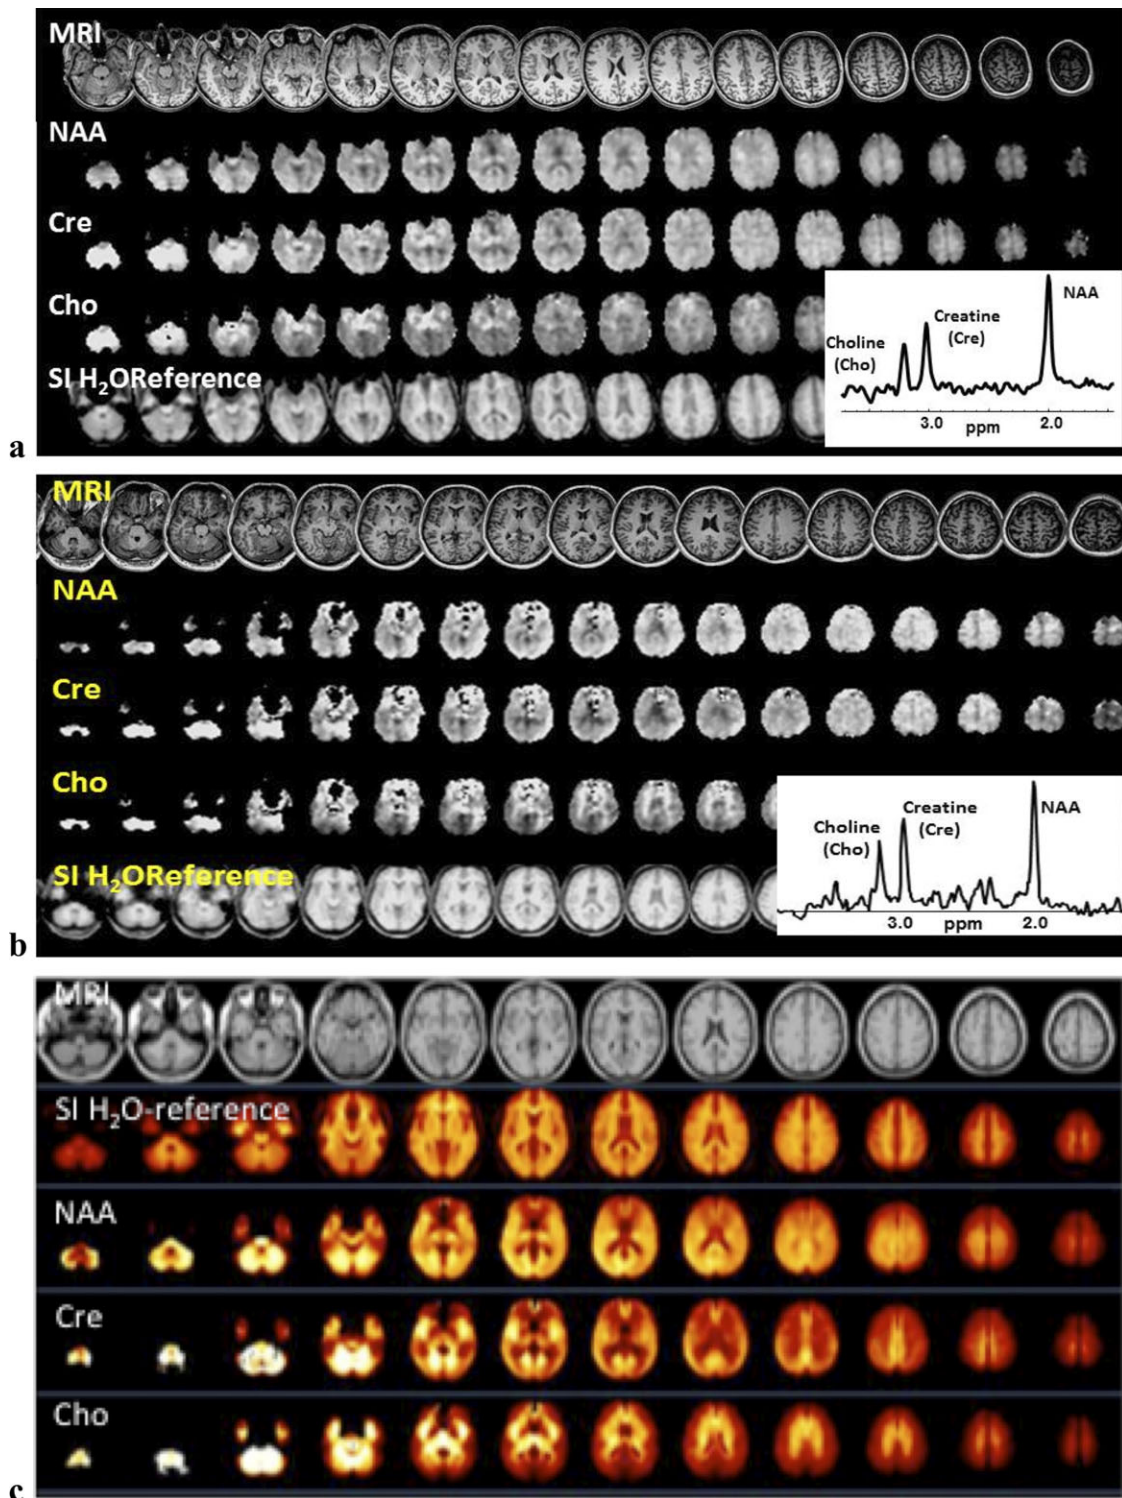 MRI
NAA
Cre
Cho
SI H₂OReference
NAA
Creatine
(Cre)
Choline
(Cho)
3.0 ppm 2.0
a
MRI
NAA
Cre
Cho
SI H₂OReference
NAA
Creatine
(Cre)
Choline
(Cho)
3.0 ppm 2.0
b
MRI
SI H₂O-reference
NAA
Cre
Cho
c